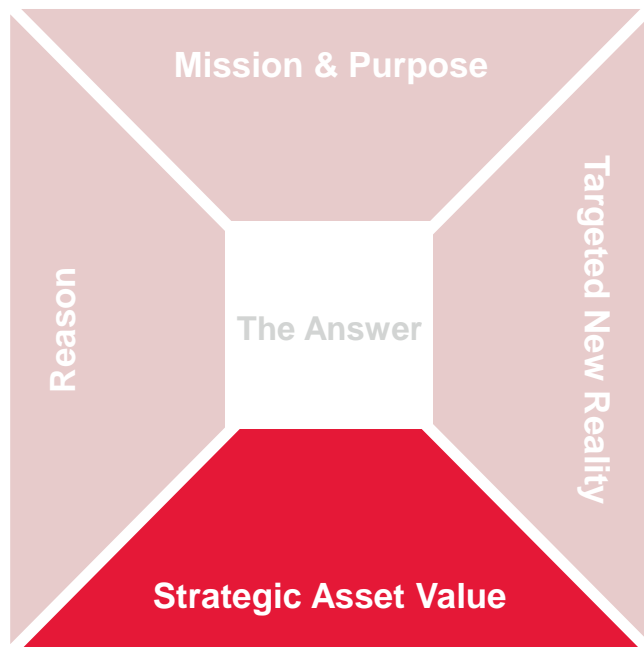 Mission & Purpose
Reason
The Answer
Targeted New Reality
Strategic Asset Value